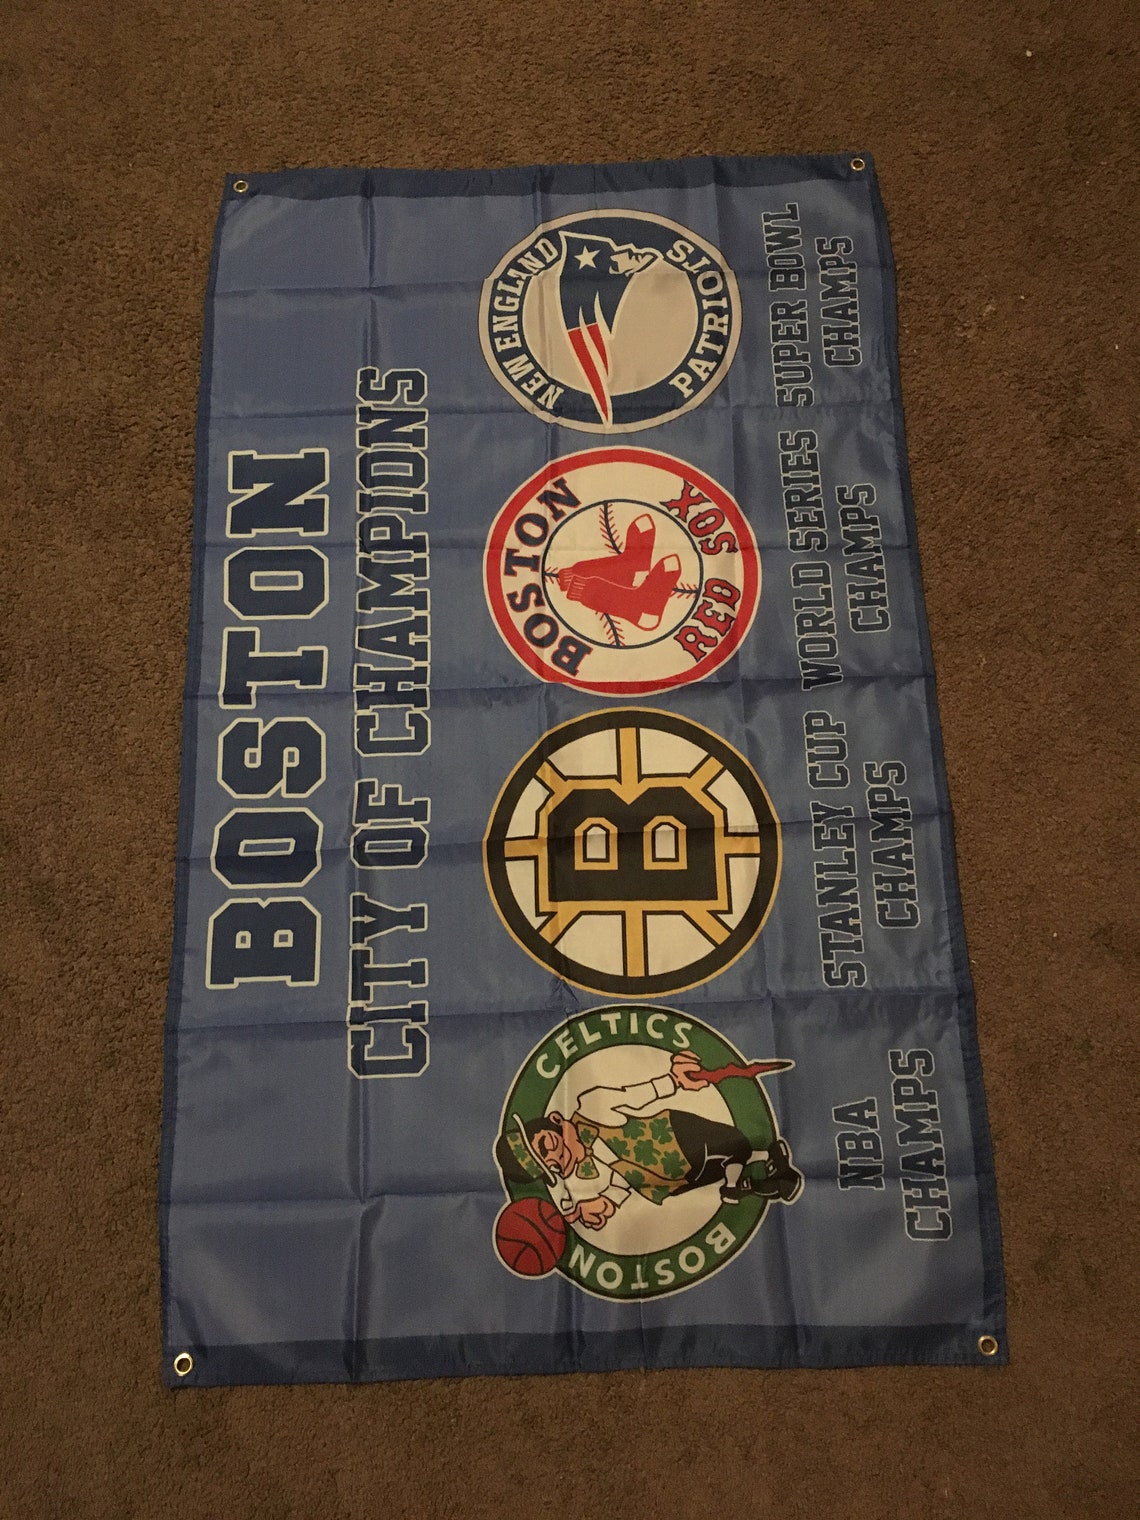 BOSTON
CITY OF CHAMPIONS
CELTICS
BOSTON
B
BOSTON
RED SOX
NEW ENGLAND
PATRIOTS
NBA
CHAMPS
STANLEY CUP
CHAMPS
WORLD SERIES
CHAMPS
SUPER BOWL
CHAMPS